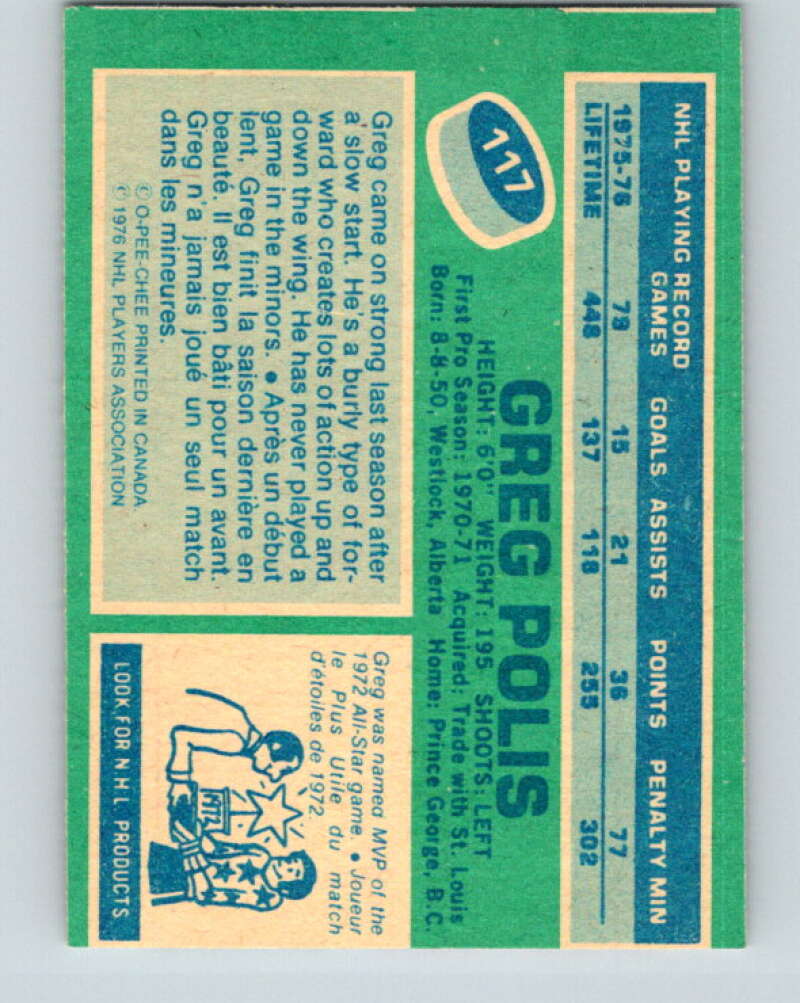 NHL PLAYING RECORD
GAMES GOALS ASSISTS POINTS PENALTY MIN
1975-76 79 15 21 36 77
LIFETIME 448 137 118 255 302
117
GREG POLIS
HEIGHT: 6'0" WEIGHT: 195 SHOOTS: LEFT
First Pro Season: 1970-71 Acquired: Trade with St. Louis
Born: 8-8-50, Westlock, Alberta Home: Prince George, B.C.
Greg came on strong last season after
a slow start. He's a burly type of for-
ward who creates lots of action up and
down the wing. He has never played a
game in the minors. • Après un début
lent, Greg finit la saison dernière en
beauté. Il est bien bâti pour un avant.
Greg n'a jamais joué un seul match
dans les mineures.
© O-PEE-CHEE PRINTED IN CANADA.
© 1976 NHL PLAYERS ASSOCIATION
Greg was named MVP of the
1972 All-Star game. • Joueur
le Plus Utile du match
d'étoiles de 1972.
1972
LOOK FOR N.H.L. PRODUCTS